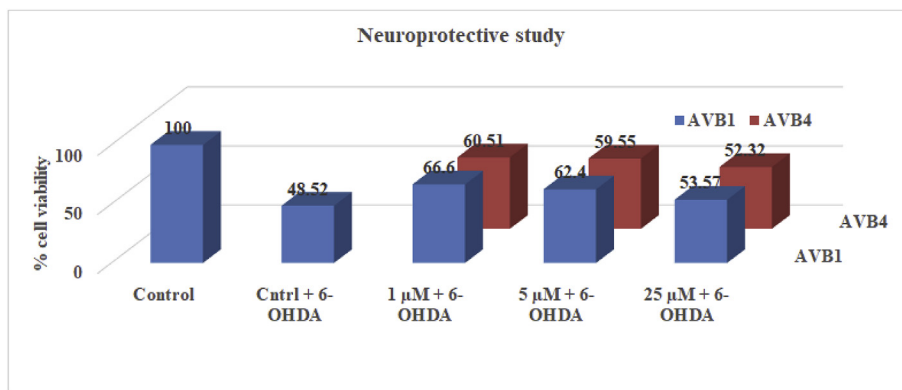 Neuroprotective study
AVB1 AVB4
% cell viability
100
50
0
100
48.52
66.6
60.51
62.4
59.55
53.57
52.32
AVB4
AVB1
Control
Cntrl + 6-
OHDA
1 µM + 6-
OHDA
5 µM + 6-
OHDA
25 µM + 6-
OHDA